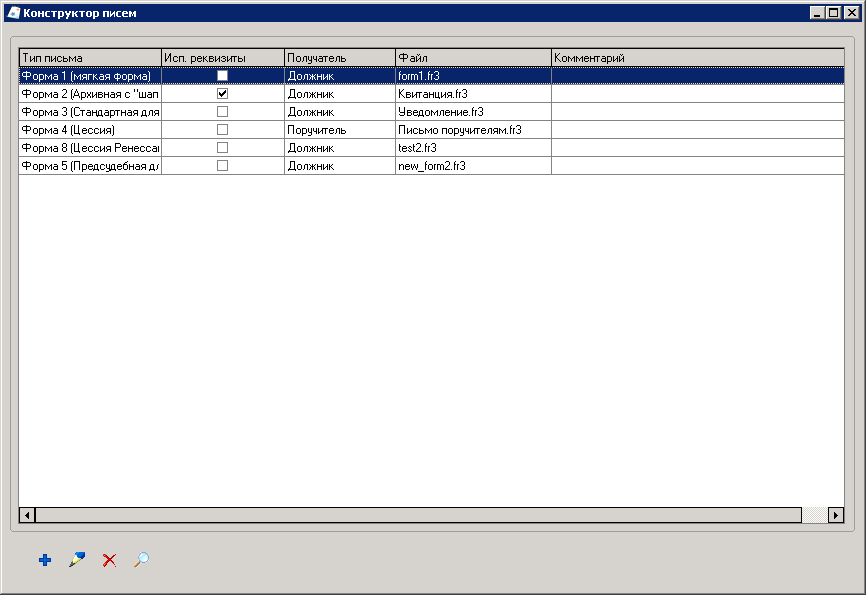 Конструктор писем
Тип письма Исп. реквизиты Получатель Файл Комментарий
Форма 1 (мягкая форма) Должник form1.fr3
Форма 2 (Архивная с "шап Должник Квитанция.fr3
Форма 3 (Стандартная для Должник Уведомление.fr3
Форма 4 (Цессия) Поручитель Письмо поручителям.fr3
Форма 8 (Цессия Ренесса Должник test2.fr3
Форма 5 (Предсудебная дл Должник new_form2.fr3